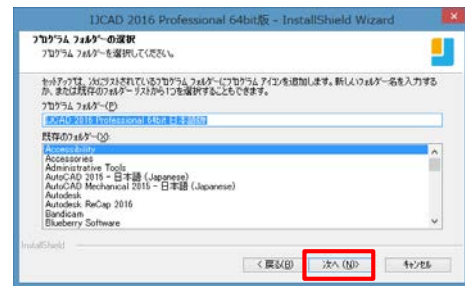 IJCAD 2016 Professional 64bit版 - InstallShield Wizard
プログラム フォルダーの選択
プログラム フォルダーを選択してください。
セットアップは、次にリストされているプログラム フォルダーにプログラム アイコンを追加します。新しいフォルダー名を入力する
か、または既存のフォルダー リストから1つを選択することもできます。
プログラム フォルダー(P):
IJCAD 2016 Professional 64bit 日本語版
既存のフォルダー(X):
Accessibility
Accessories
Administrative Tools
AutoCAD 2015 - 日本語 (Japanese)
AutoCAD Mechanical 2015 - 日本語 (Japanese)
Autodesk
Autodesk ReCap 2016
Bandicam
Blueberry Software
InstallShield
< 戻る(B)
次へ (N)>
キャンセル